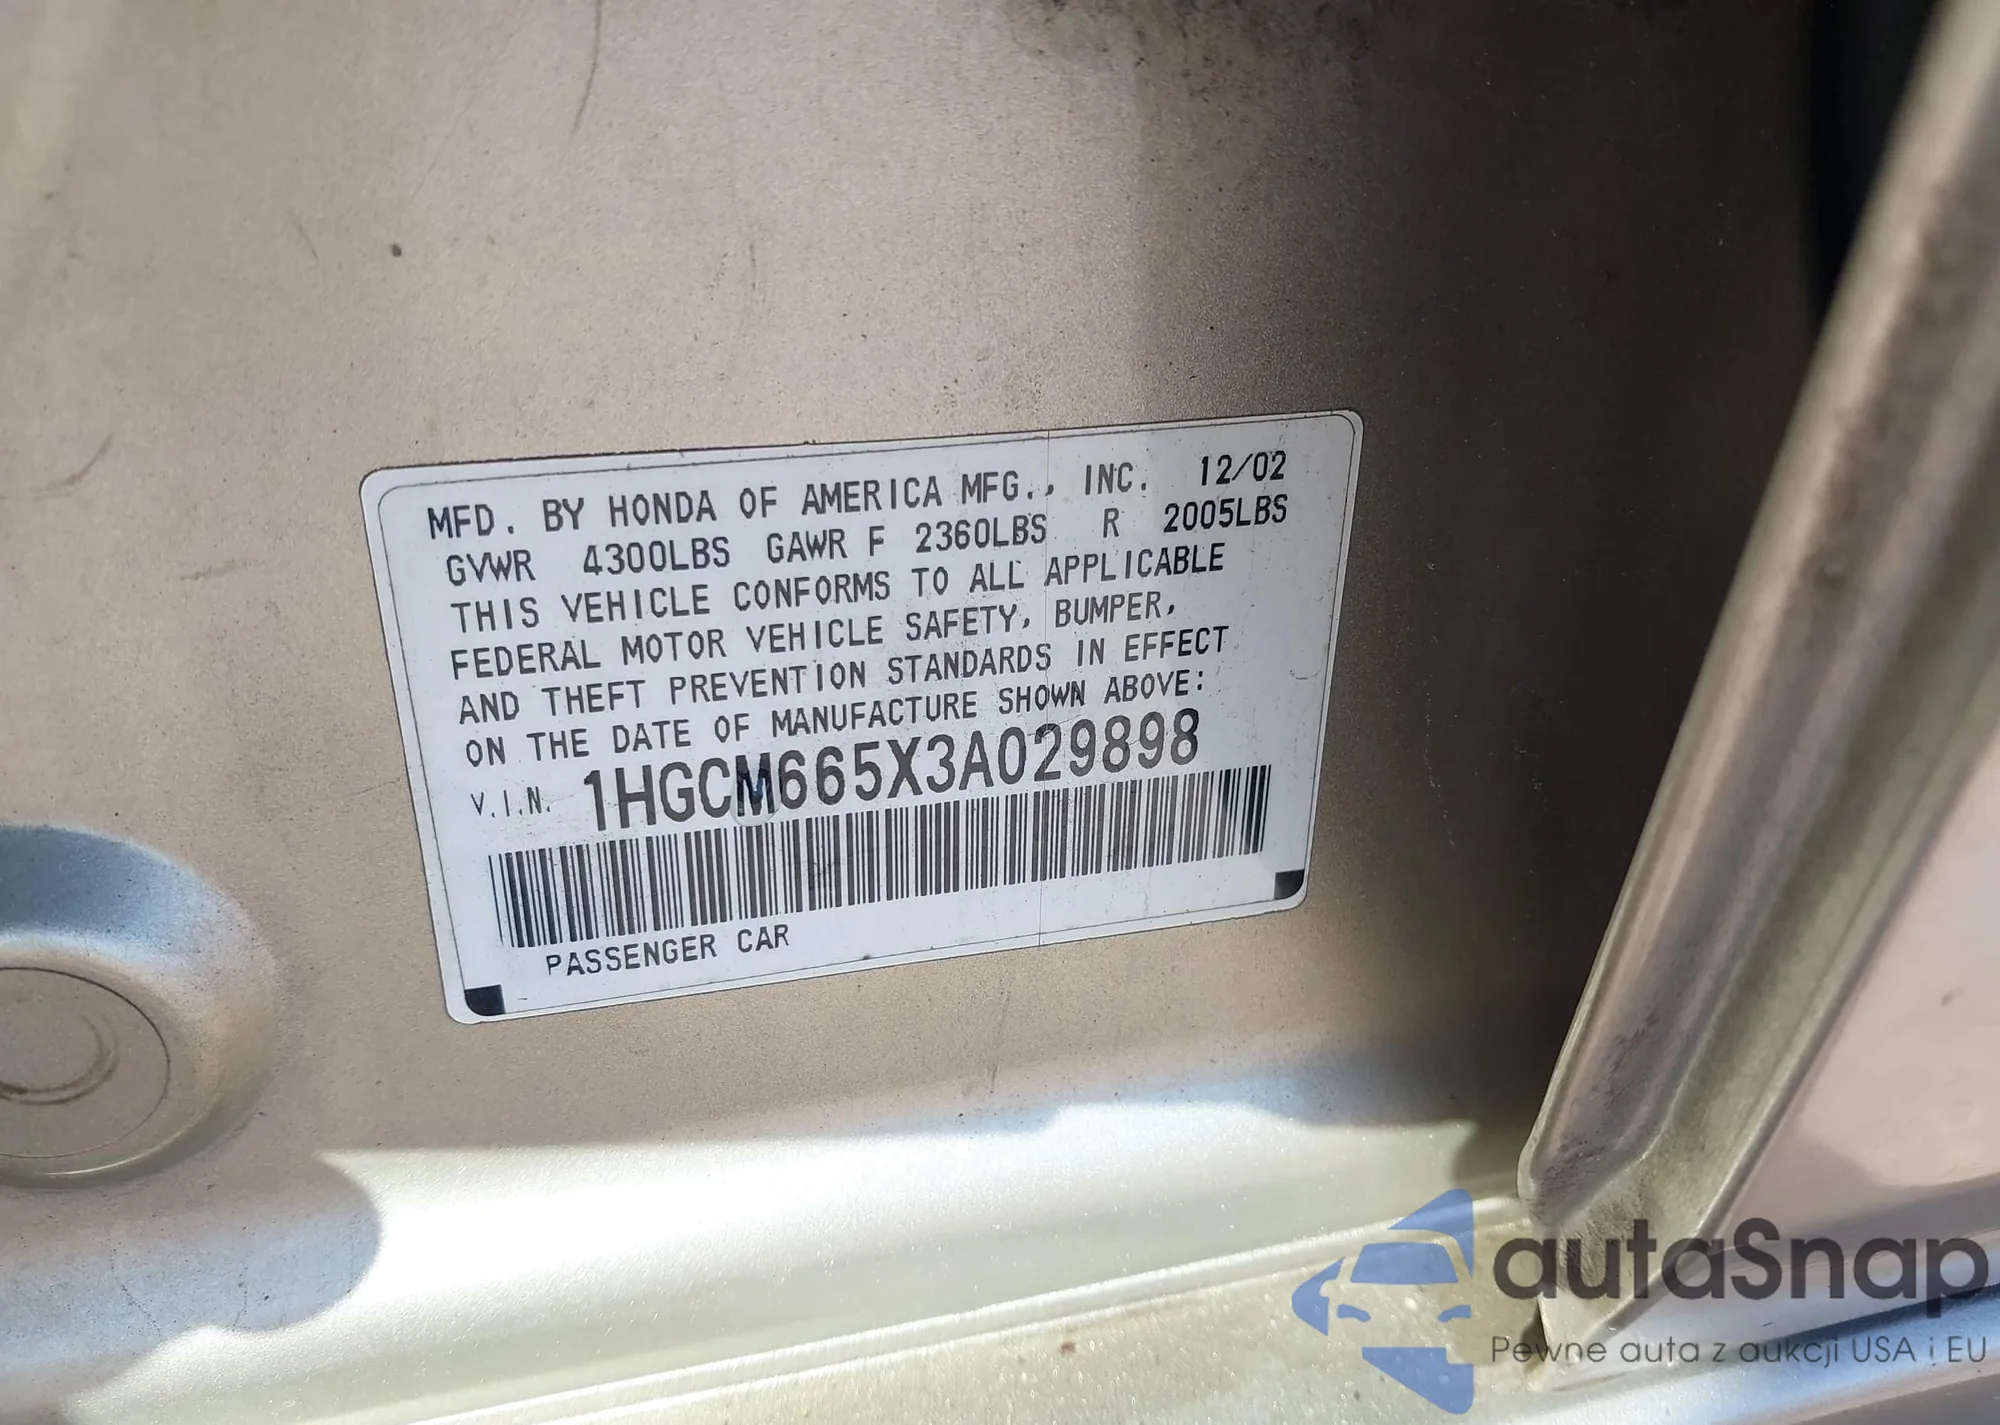 MFD. BY HONDA OF AMERICA MFG., INC. 12/02
GVWR 4300LBS GAWR F 2360LBS R 2005LBS
THIS VEHICLE CONFORMS TO ALL APPLICABLE
FEDERAL MOTOR VEHICLE SAFETY, BUMPER,
AND THEFT PREVENTION STANDARDS IN EFFECT
ON THE DATE OF MANUFACTURE SHOWN ABOVE:
V.I.N. 1HGCM665X3A029898
PASSENGER CAR
autaSnap
Pewne auta z aukcji USA i EU